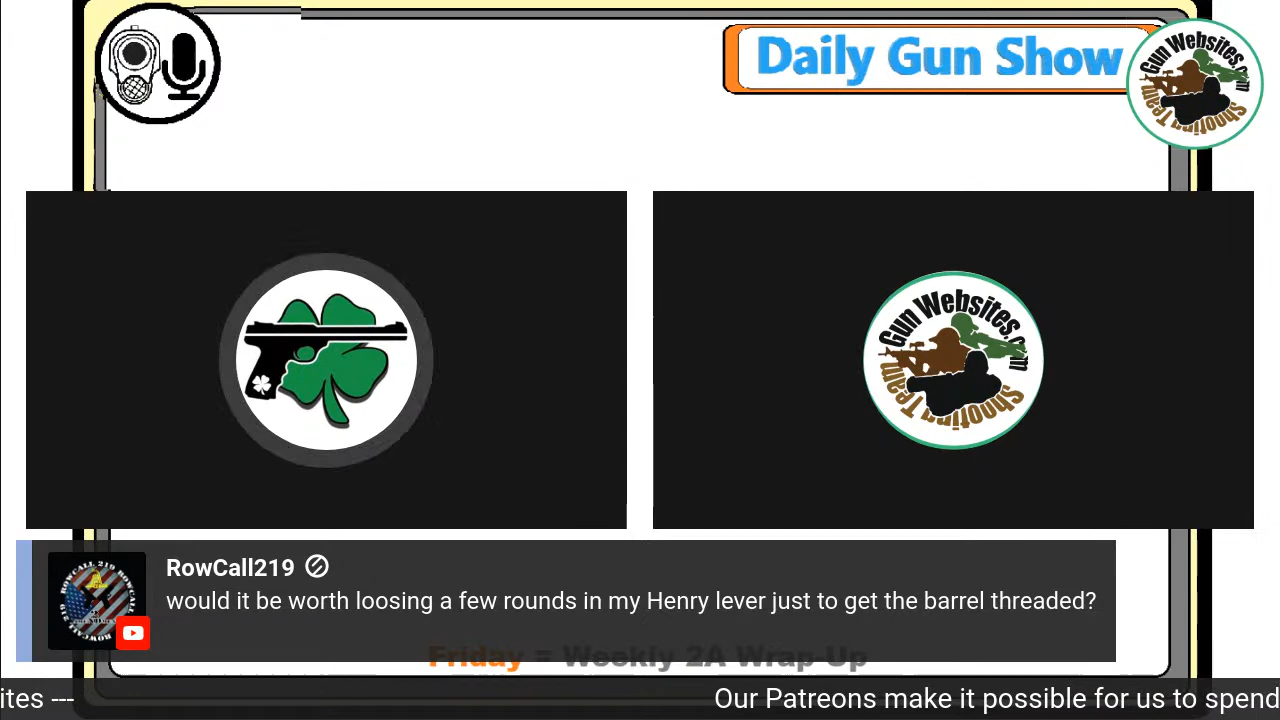 Daily Gun Show
Gun Websites.com
Shooting Team
Gun Websites.com
Shooting Team
RowCall219
would it be worth loosing a few rounds in my Henry lever just to get the barrel threaded?
Friday = Weekly 2A Wrap-Up
ites ---
Our Patreons make it possible for us to spend